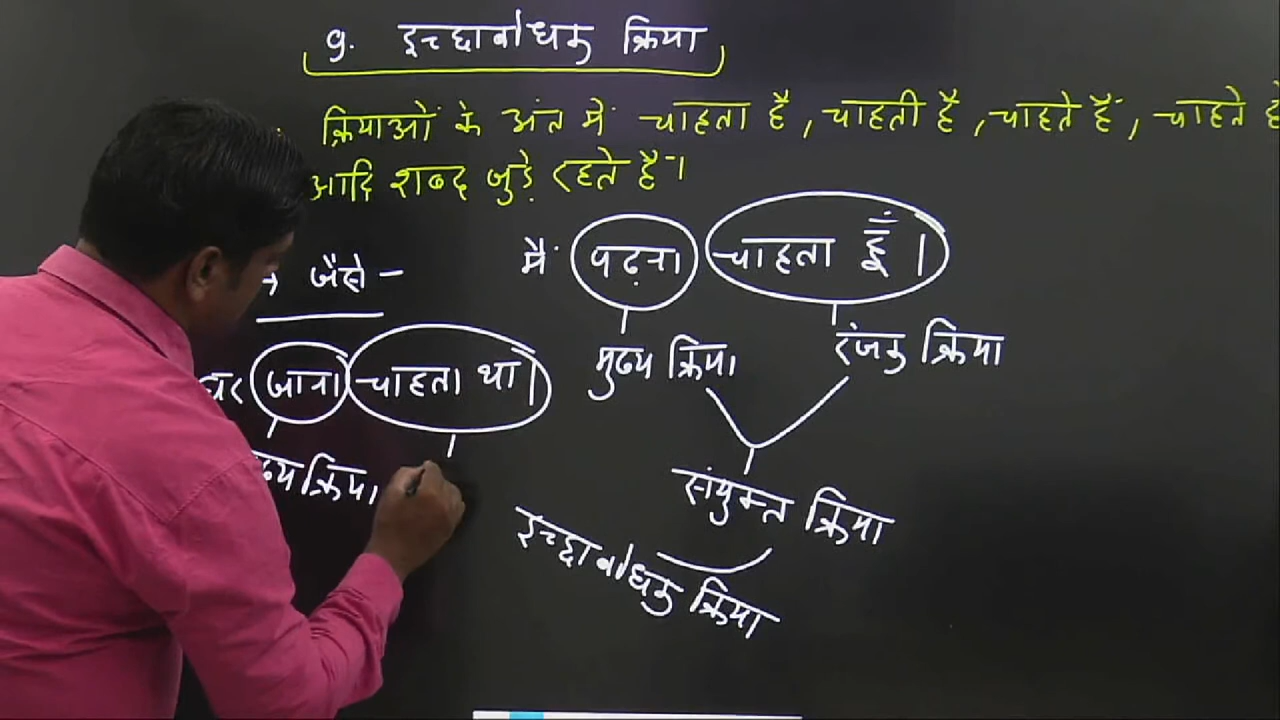 9. इच्छाबोधक क्रिया
क्रियाओं के अंत में चाहता है, चाहती है, चाहते हैं, चाहते
आदि शब्द जुड़े रहते है।
→ जैसे -
मैं पढ़ना चाहता हूँ।
मुख्य क्रिया
रंजक क्रिया
संयुक्त क्रिया
इच्छाबोधक क्रिया
जाना चाहता था।
क्रिया